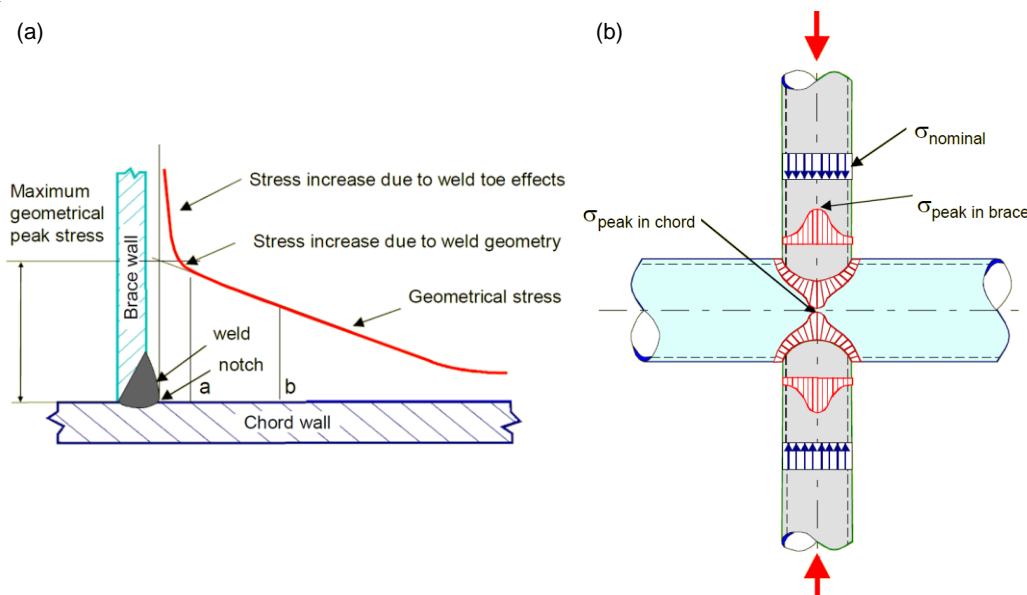 (a)
Maximum
geometrical
peak stress
Brace wall
Stress increase due to weld toe effects
Stress increase due to weld geometry
Geometrical stress
weld
notch
a
b
Chord wall
(b)
σnominal
σpeak in chord
σpeak in brace